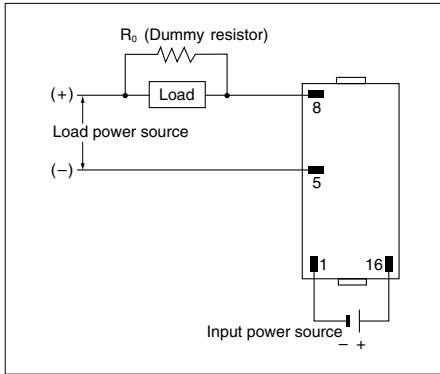 R₀ (Dummy resistor)
(+)
Load
8
Load power source
(−)
5
1
16
Input power source
− +